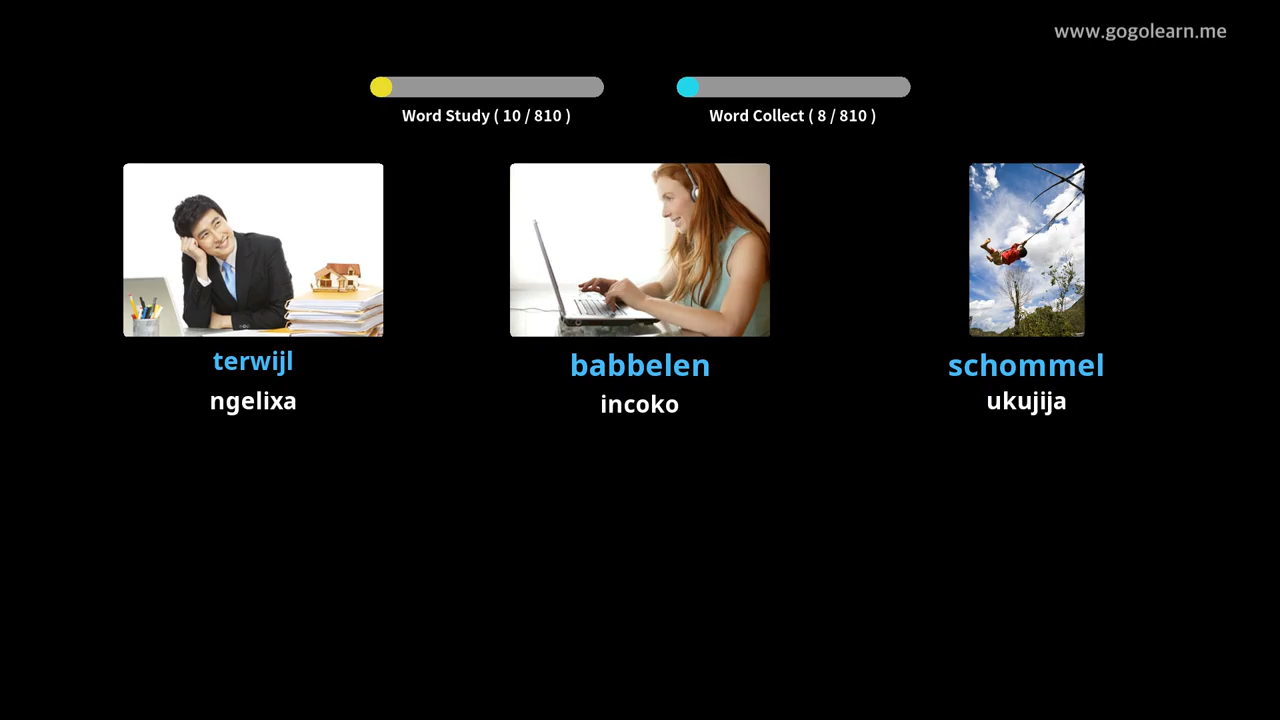 www.gogolearn.me
Word Study ( 10 / 810 )
Word Collect ( 8 / 810 )
terwijl
babbelen
schommel
ngelixa
incoko
ukujija